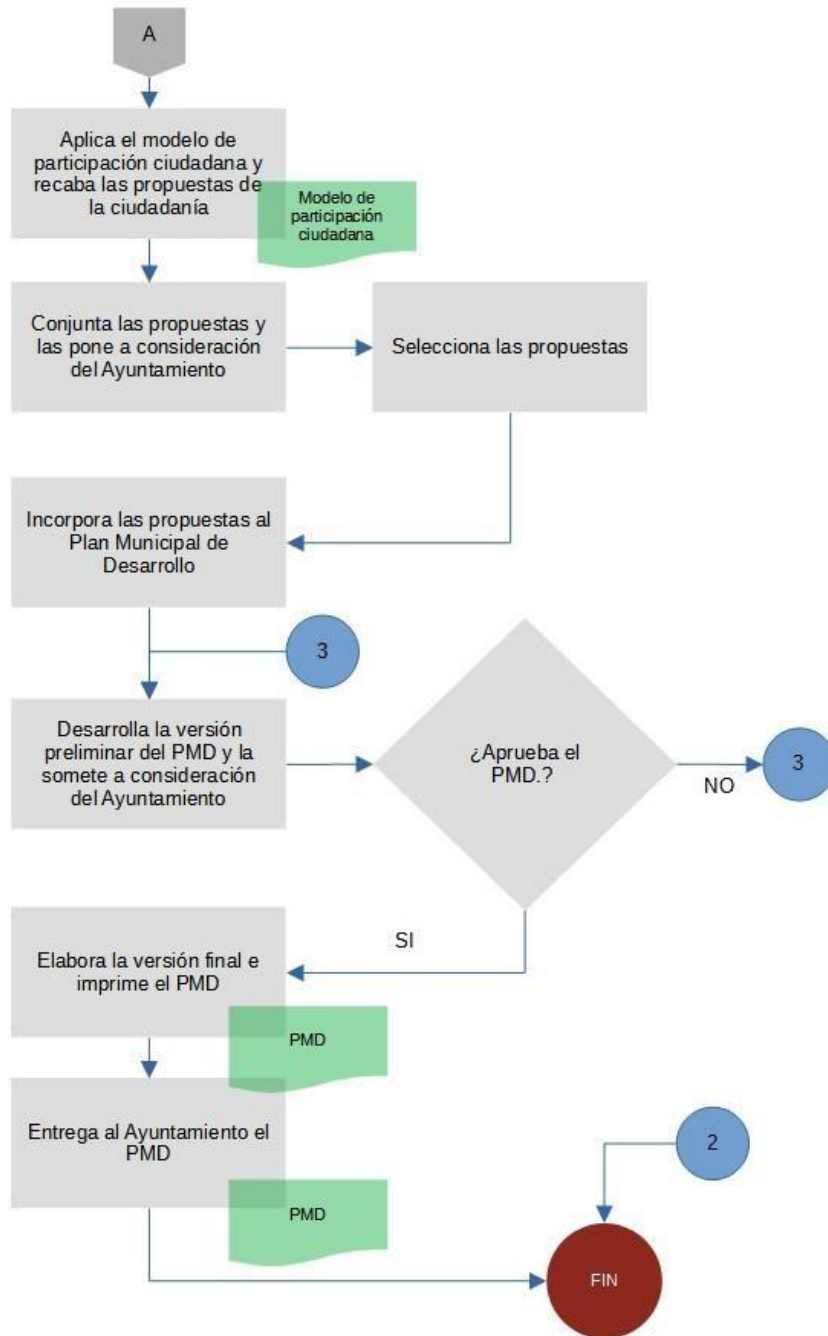 A
Aplica el modelo de
participación ciudadana y
recaba las propuestas de
la ciudadanía
Modelo de
participación
ciudadana
Conjunta las propuestas y
las pone a consideración
del Ayuntamiento
Selecciona las propuestas
Incorpora las propuestas al
Plan Municipal de
Desarrollo
3
Desarrolla la versión
preliminar del PMD y la
somete a consideración
del Ayuntamiento
¿Aprueba el
PMD.?
NO
3
SI
Elabora la versión final e
imprime el PMD
PMD
Entrega al Ayuntamiento el
PMD
PMD
2
FIN